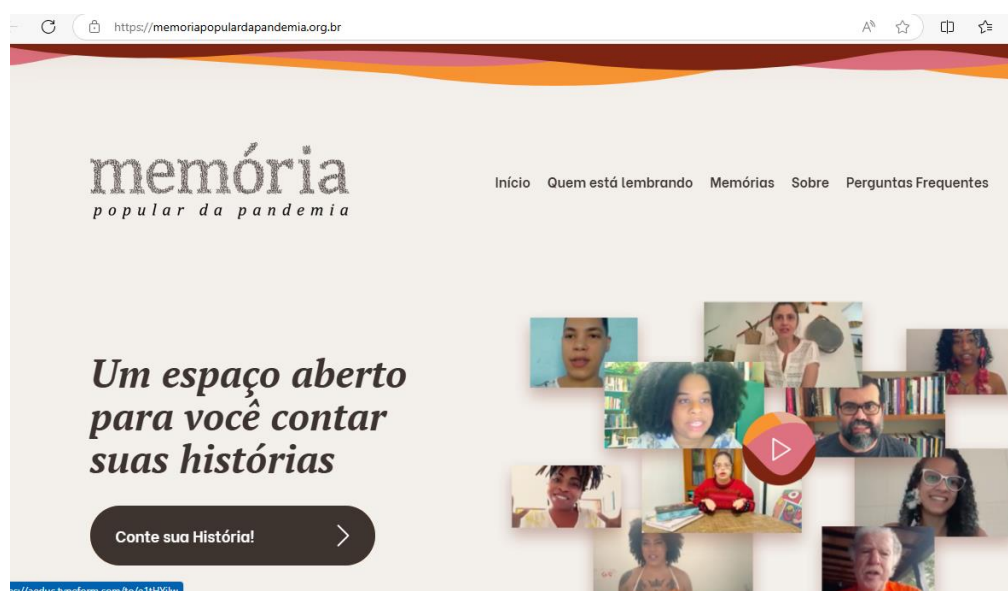 https://memoriapopulardapandemia.org.br
memória
popular da pandemia
Início Quem está lembrando Memórias Sobre Perguntas Frequentes
Um espaço aberto
para você contar
suas histórias
Conte sua História!